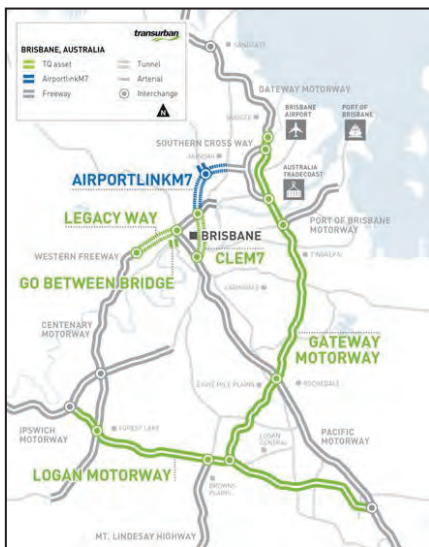 transurban
BRISBANE, AUSTRALIA
TQ asset
AirportlinkM7
Freeway
Tunnel
Arterial
Interchange
N
SANDGATE
GATEWAY MOTORWAY
BRISBANE
AIRPORT
PORT OF
BRISBANE
SOUTHERN CROSS WAY
AUSTRALIA
TRADECOAST
AIRPORTLINKM7
LEGACY WAY
PORT OF BRISBANE
MOTORWAY
BRISBANE
WESTERN FREEWAY
CLEM7
GO BETWEEN BRIDGE
CENTENARY
MOTORWAY
GATEWAY
MOTORWAY
EIGHT MILE PLAINS
ROCHEDALE
IPSWICH
MOTORWAY
FOREST LAKE
PACIFIC
MOTORWAY
LOGAN
CENTRAL
LOGAN MOTORWAY
BROWNS
PLAINS
MT. LINDESAY HIGHWAY